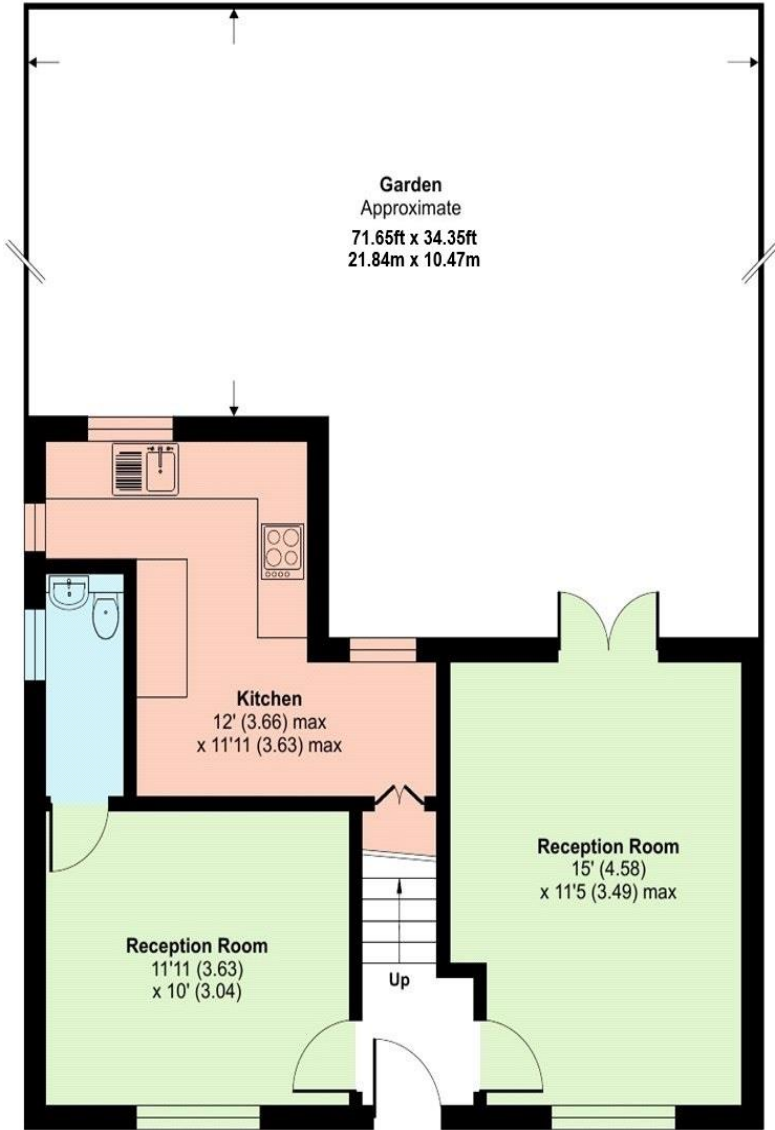 Garden
Approximate
71.65ft x 34.35ft
21.84m x 10.47m
Kitchen
12' (3.66) max
x 11'11 (3.63) max
Reception Room
15' (4.58)
x 11'5 (3.49) max
Reception Room
11'11 (3.63)
x 10' (3.04)
Up